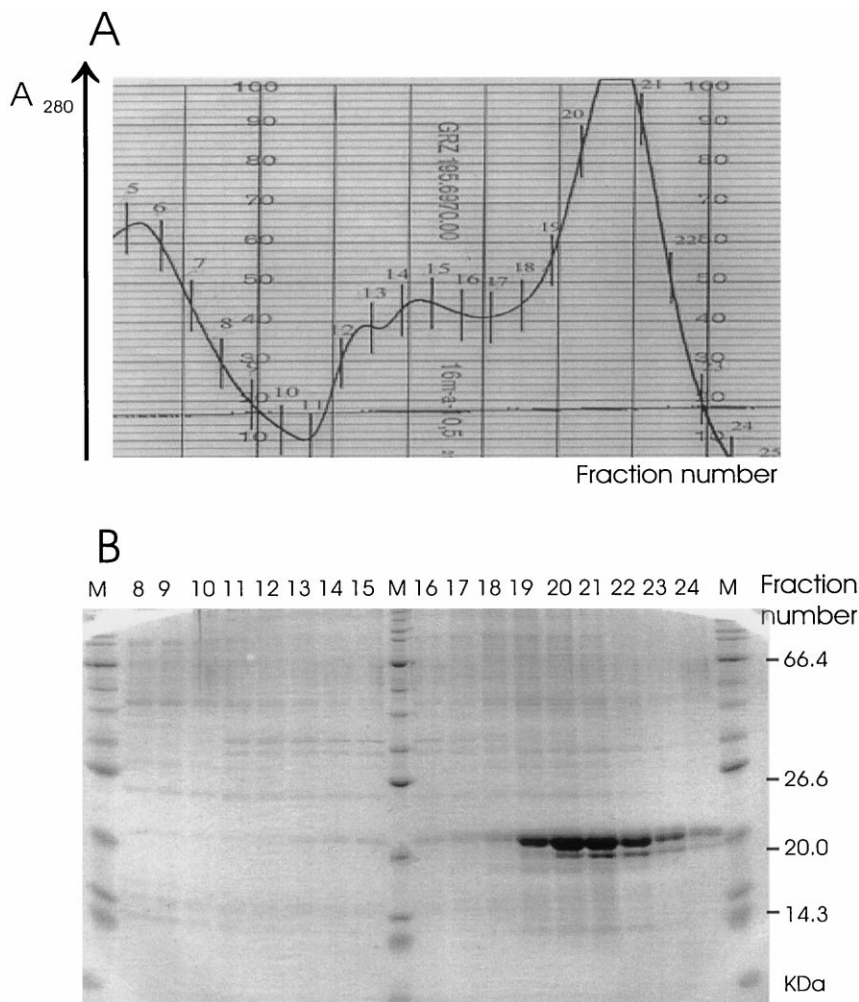 A
A 280
100 100
90 90
80 80
70 70
60 60
50 50
40 40
30 30
20 20
10
5 6 7 8 10 11 12 13 14 15 16 17 18 19 20 21 22 24 25
GRZ 195.6970.00
16m-a-10,5
Fraction number
B
M 8 9 10 11 12 13 14 15 M 16 17 18 19 20 21 22 23 24 M Fraction
number
66.4
26.6
20.0
14.3
KDa